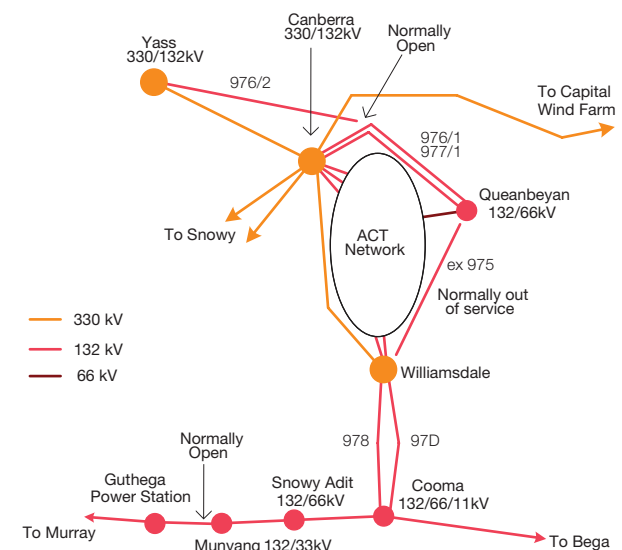 Canberra
330/132kV
Yass
330/132kV
Normally
Open
976/2
To Capital
Wind Farm
976/1
977/1
Queanbeyan
132/66kV
To Snowy
ACT
Network
ex 975
Normally out
of service
330 kV
132 kV
66 kV
Williamsdale
978
97D
Normally
Open
Guthega
Power Station
Snowy Adit
132/66kV
Cooma
132/66/11kV
To Murray
Munyang 132/33kV
To Bega